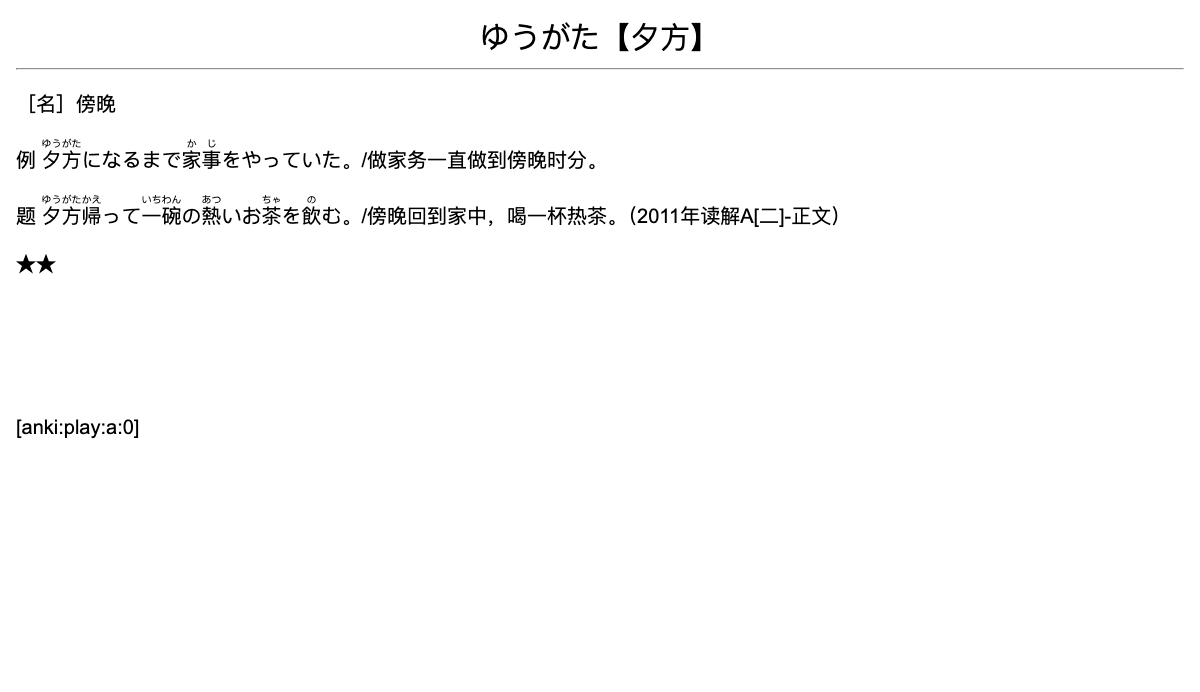 ゆうがた【夕方】
［名］傍晚
ゆうがた か じ
例 夕方になるまで家事をやっていた。/做家务一直做到傍晚时分。
ゆうがたかえ いちわん あつ ちゃ の
题 夕方帰って一碗の熱いお茶を飲む。/傍晚回到家中，喝一杯热茶。（2011年读解A[二]-正文）
★★
[anki:play:a:0]